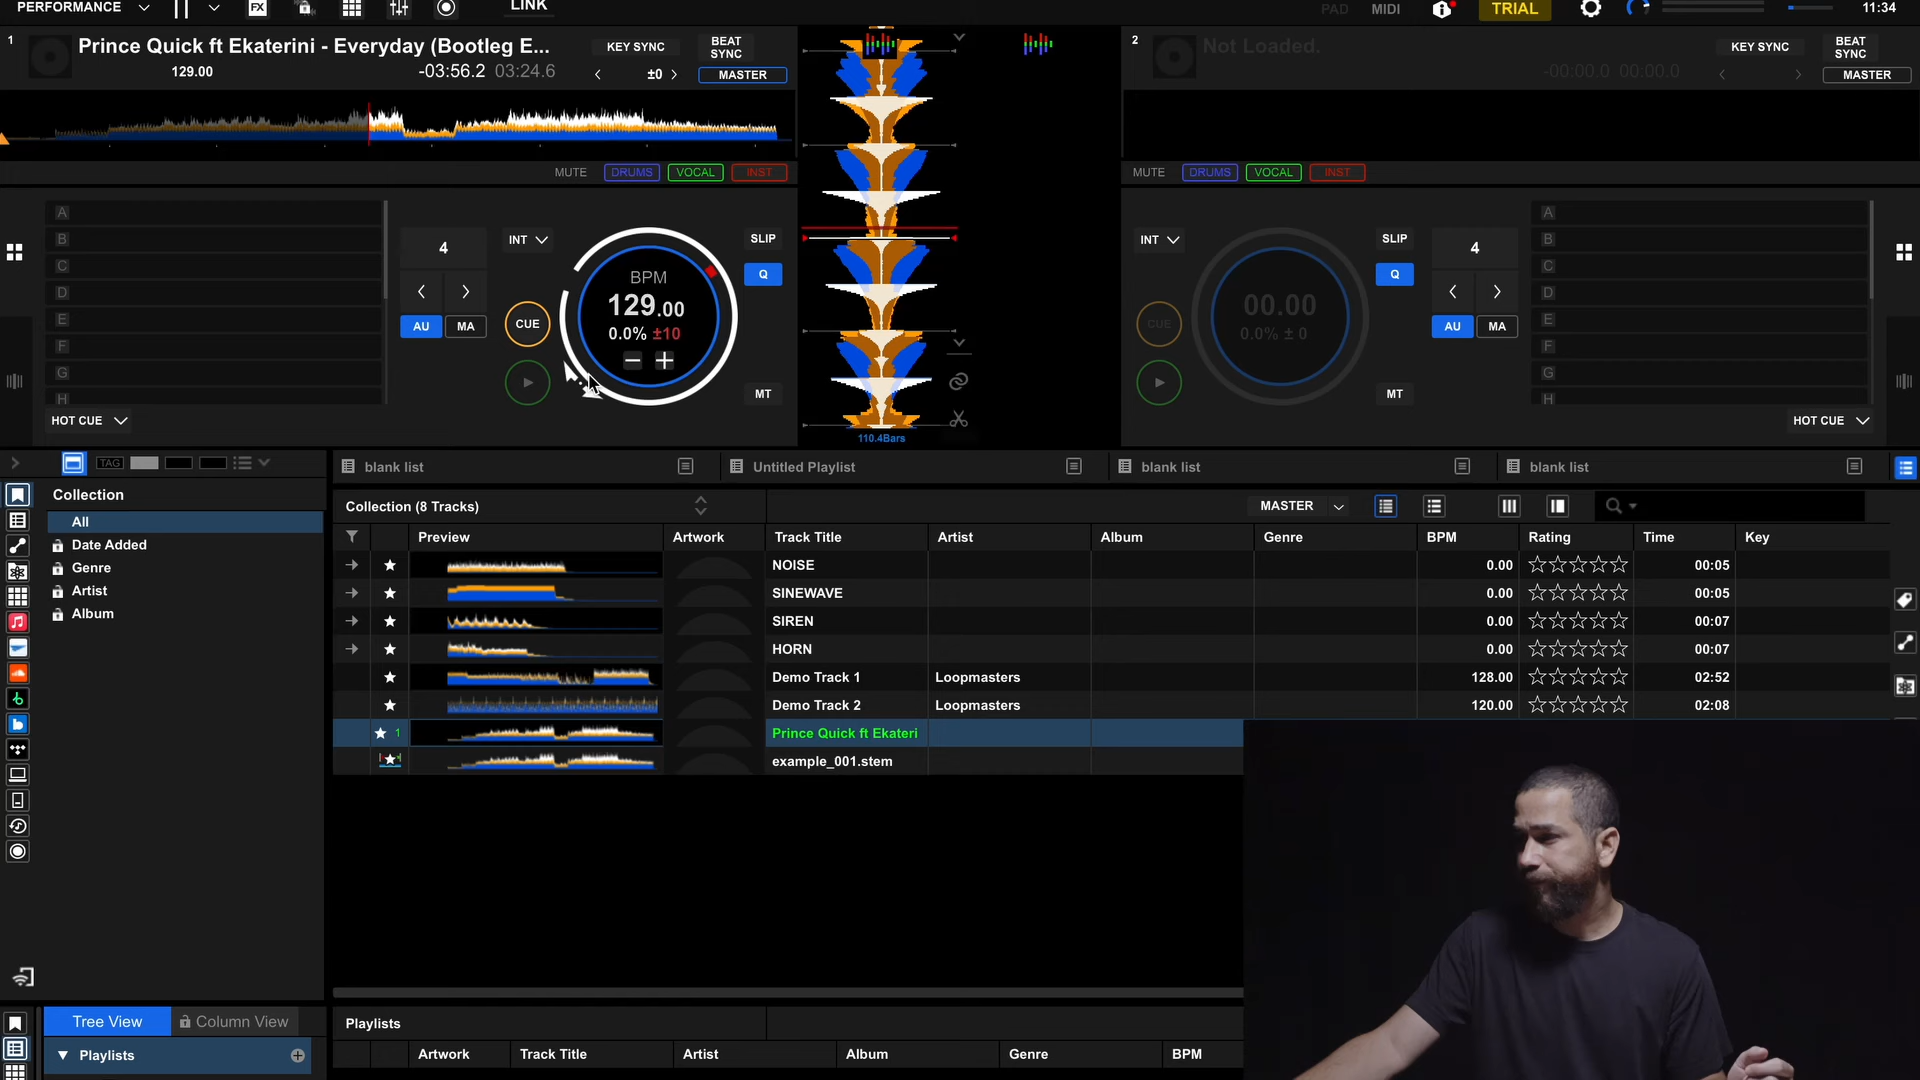 PERFORMANCE
FX
LINK
PAD MIDI
TRIAL
11:34
1
Prince Quick ft Ekaterini - Everyday (Bootleg E...
129.00
-03:56.2 03:24.6
KEY SYNC
±0
BEAT SYNC
MASTER
2
Not Loaded.
-00:00.0 00:00.0
KEY SYNC
BEAT SYNC
MASTER
MUTE DRUMS VOCAL INST
MUTE DRUMS VOCAL INST
A
B
C
D
E
F
G
H
HOT CUE
4
AU MA
INT
CUE
BPM
129.00
0.0% ±10
SLIP
Q
MT
110.4Bars
INT
CUE
00.00
0.0% ± 0
SLIP
Q
MT
4
AU MA
A
B
C
D
E
F
G
H
HOT CUE
TAG
blank list
Untitled Playlist
blank list
blank list
Collection
All
Date Added
Genre
Artist
Album
Collection (8 Tracks)
MASTER
Preview Artwork Track Title Artist Album Genre BPM Rating Time Key
NOISE 0.00 00:05
SINEWAVE 0.00 00:05
SIREN 0.00 00:07
HORN 0.00 00:07
Demo Track 1 Loopmasters 128.00 02:52
Demo Track 2 Loopmasters 120.00 02:08
1 Prince Quick ft Ekateri
example_001.stem
Tree View Column View
Playlists
Playlists
Artwork Track Title Artist Album Genre BPM